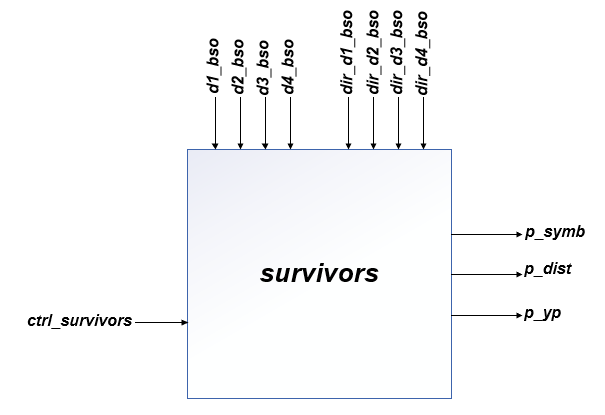 d1_bso
d2_bso
d3_bso
d4_bso
dir_d1_bso
dir_d2_bso
dir_d3_bso
dir_d4_bso
p_symb
p_dist
survivors
p_yp
ctrl_survivors